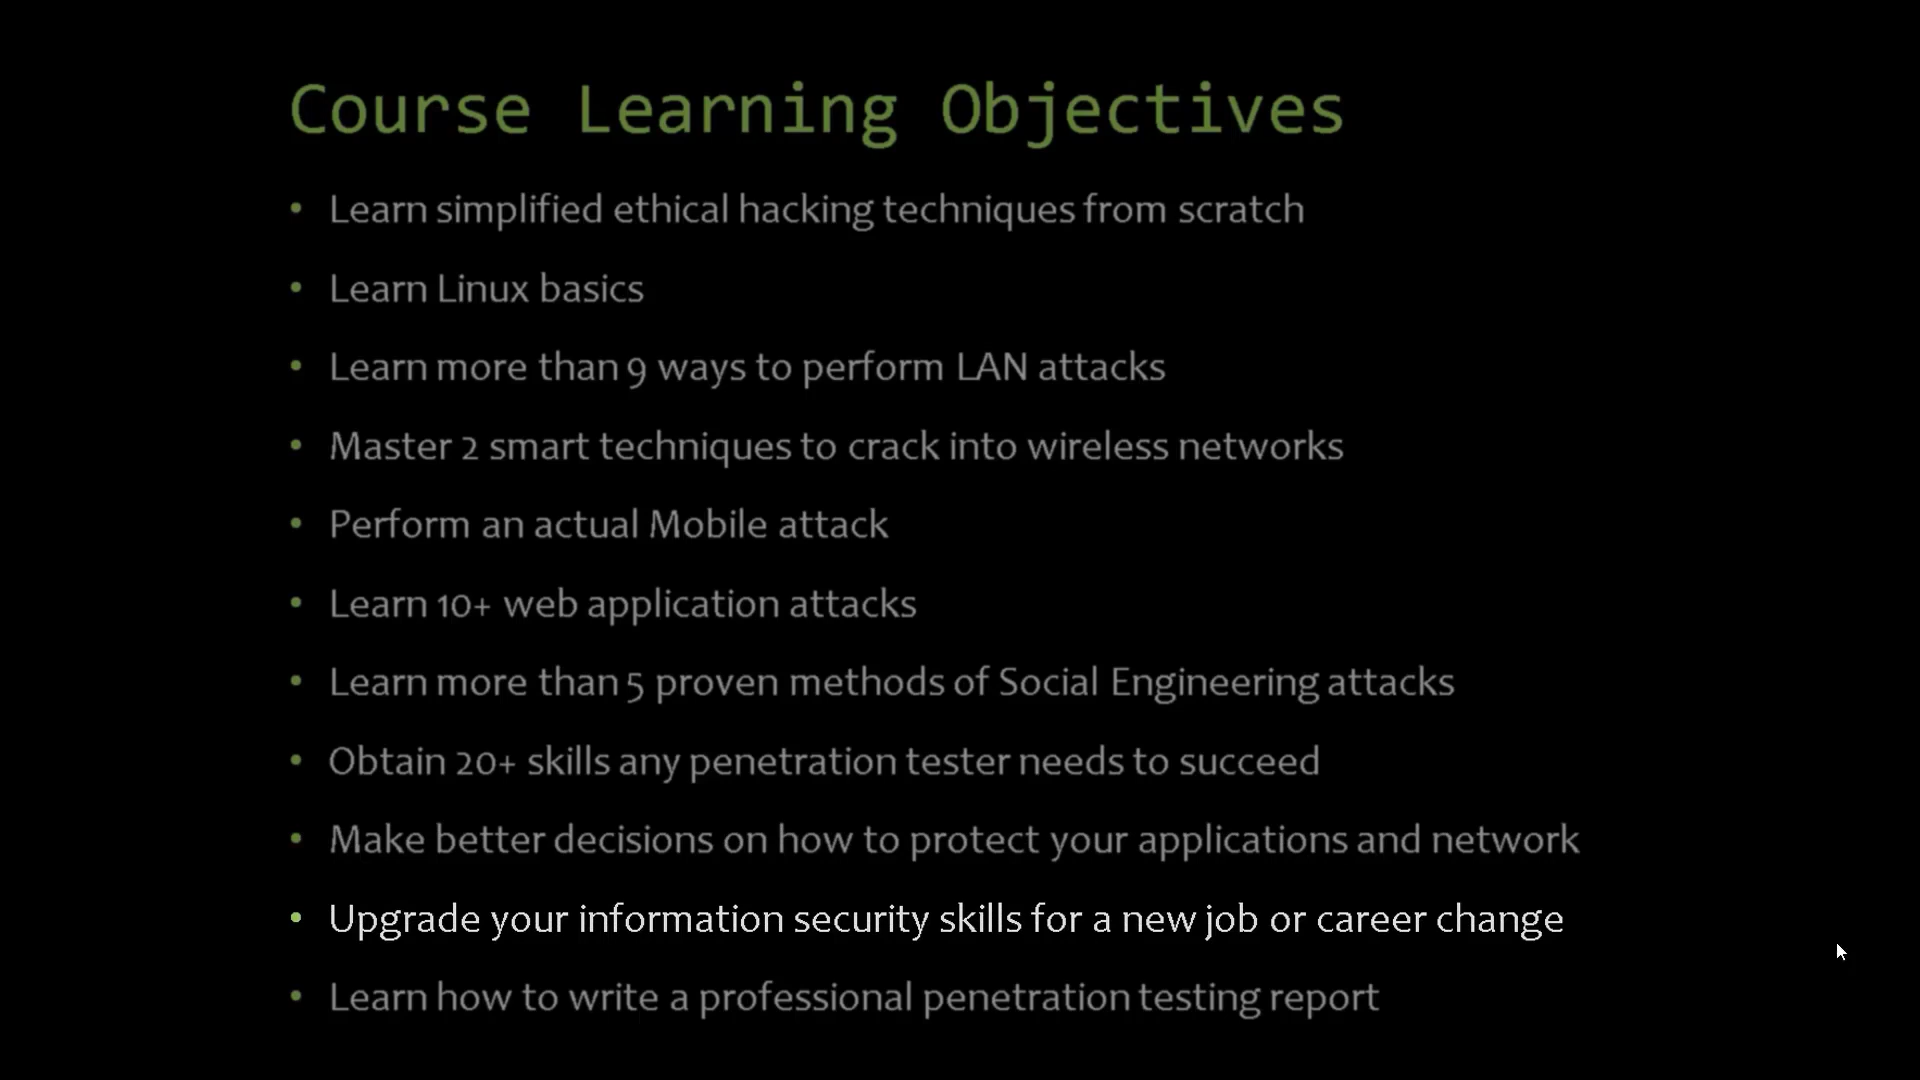 Course Learning Objectives
• Learn simplified ethical hacking techniques from scratch
• Learn Linux basics
• Learn more than 9 ways to perform LAN attacks
• Master 2 smart techniques to crack into wireless networks
• Perform an actual Mobile attack
• Learn 10+ web application attacks
• Learn more than 5 proven methods of Social Engineering attacks
• Obtain 20+ skills any penetration tester needs to succeed
• Make better decisions on how to protect your applications and network
• Upgrade your information security skills for a new job or career change
• Learn how to write a professional penetration testing report